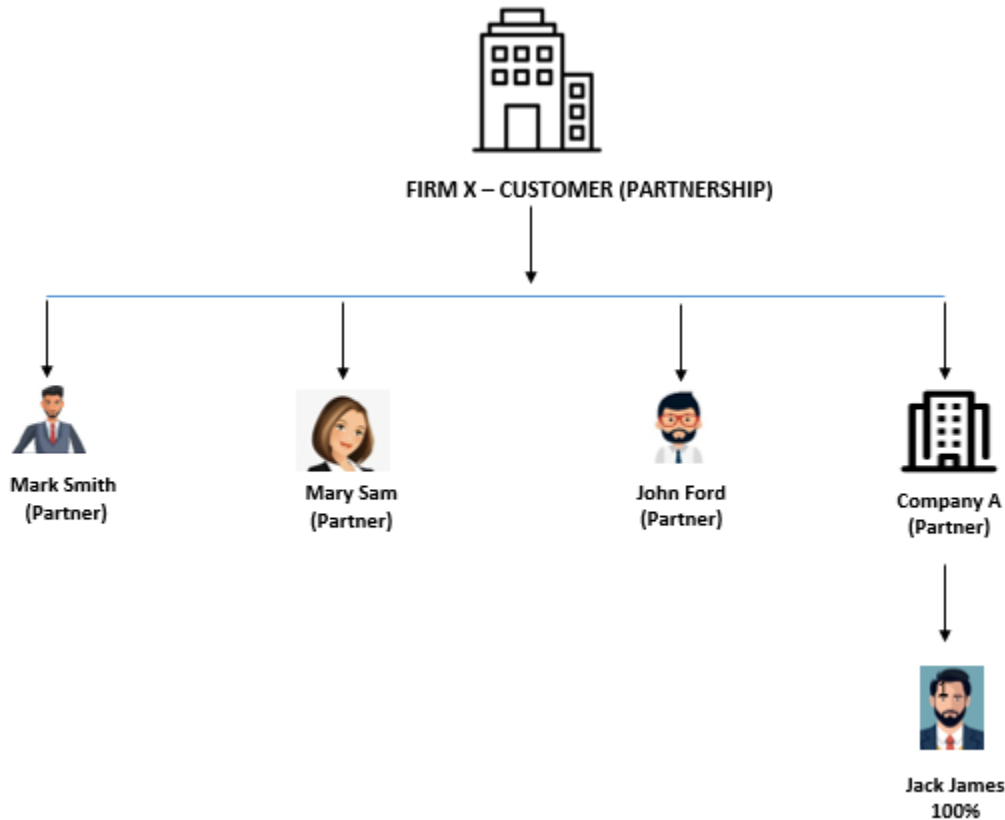 FIRM X – CUSTOMER (PARTNERSHIP)
Mark Smith
(Partner)
Mary Sam
(Partner)
John Ford
(Partner)
Company A
(Partner)
Jack James
100%